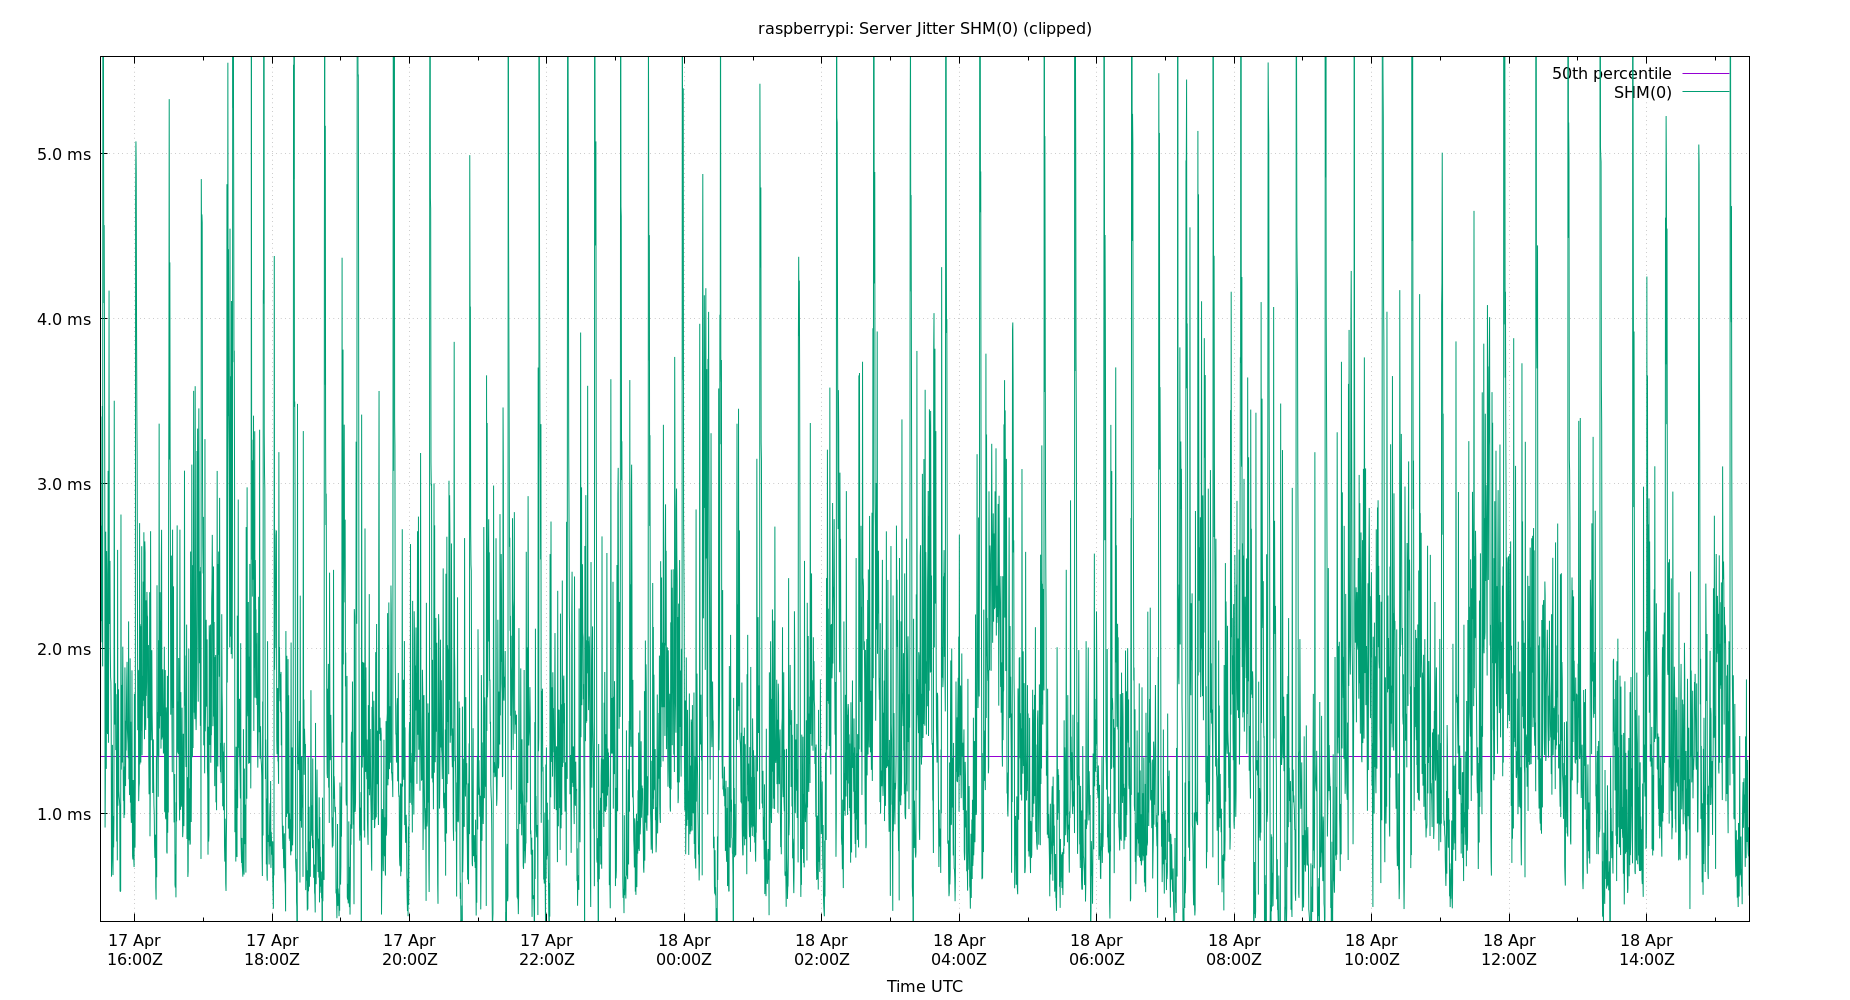 raspberrypi: Server Jitter SHM(0) (clipped)
50th percentile
SHM(0)
5.0 ms
4.0 ms
3.0 ms
2.0 ms
1.0 ms
17 Apr 17 Apr 17 Apr 17 Apr 18 Apr 18 Apr 18 Apr 18 Apr 18 Apr 18 Apr 18 Apr 18 Apr
16:00Z 18:00Z 20:00Z 22:00Z 00:00Z 02:00Z 04:00Z 06:00Z 08:00Z 10:00Z 12:00Z 14:00Z
Time UTC